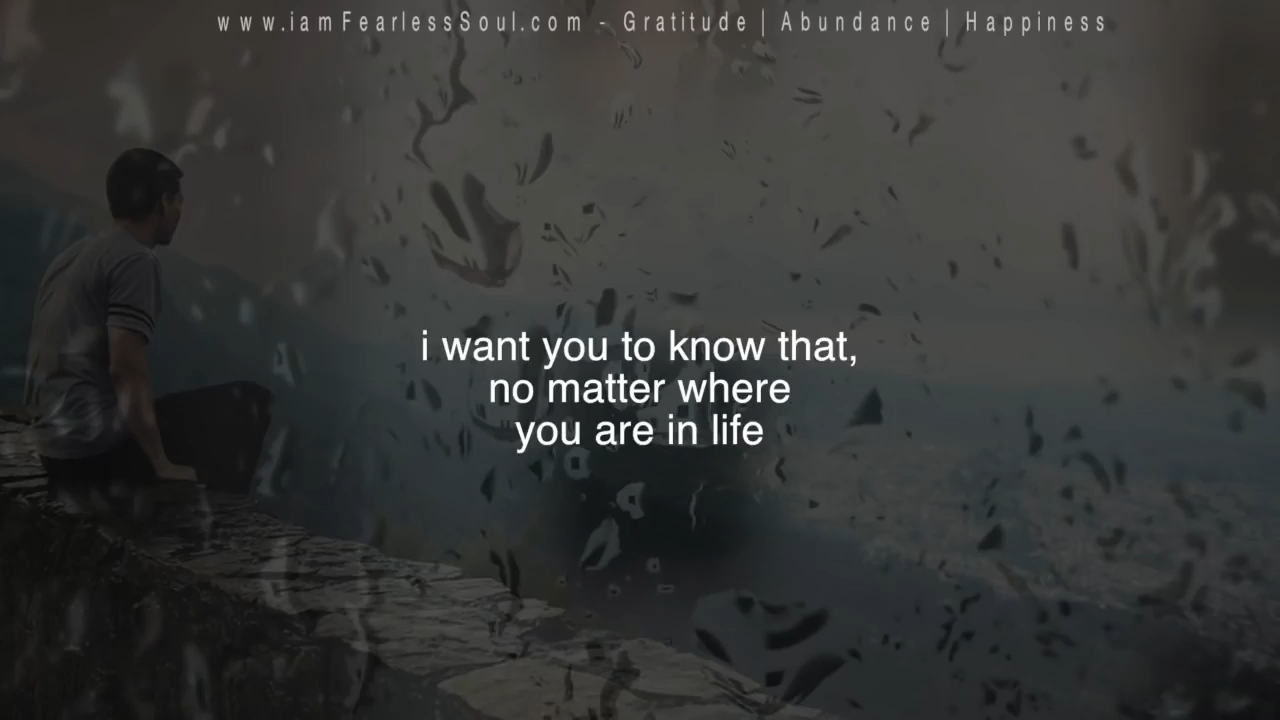 www.iamFearlessSoul.com - Gratitude | Abundance | Happiness
i want you to know that,
no matter where
you are in life